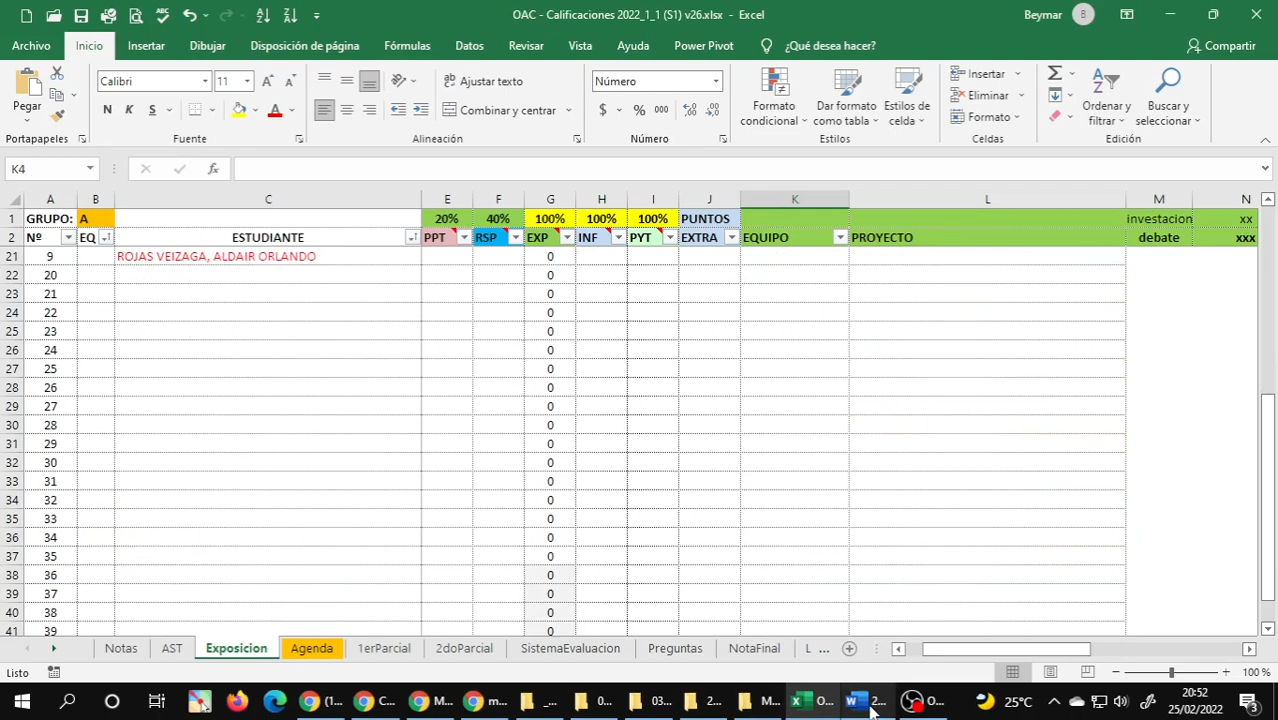 OAC - Calificaciones 2022_1_1 (S1) v26.xlsx - Excel
Beymar B
Archivo Inicio Insertar Dibujar Disposición de página Fórmulas Datos Revisar Vista Ayuda Power Pivot ¿Qué desea hacer? Compartir
Calibri 11 Ajustar texto Número Insertar
Pegar N K S Combinar y centrar $ % 000 Formato condicional Dar formato como tabla Estilos de celda Eliminar Formato Ordenar y filtrar Buscar y seleccionar
Portapapeles Fuente Alineación Número Estilos Celdas Edición
K4 fx
A B C E F G H I J K L M N
1 GRUPO: A 20% 40% 100% 100% 100% PUNTOS investacion xx
2 Nº EQ ESTUDIANTE PPT RSP EXP INF PYT EXTRA EQUIPO PROYECTO debate xxx
21 9 ROJAS VEIZAGA, ALDAIR ORLANDO 0
22 20 0
23 21 0
24 22 0
25 23 0
26 24 0
27 25 0
28 26 0
29 27 0
30 28 0
31 29 0
32 30 0
33 31 0
34 32 0
35 33 0
36 34 0
37 35 0
38 36 0
39 37 0
40 38 0
41 39 0
Notas AST Exposicion Agenda 1erParcial 2doParcial SistemaEvaluacion Preguntas NotaFinal L ...
Listo 100 %
(1... C... M... m... _... 0... 03... 2... M... O... 2... O... 25°C 20:52
25/02/2022 3